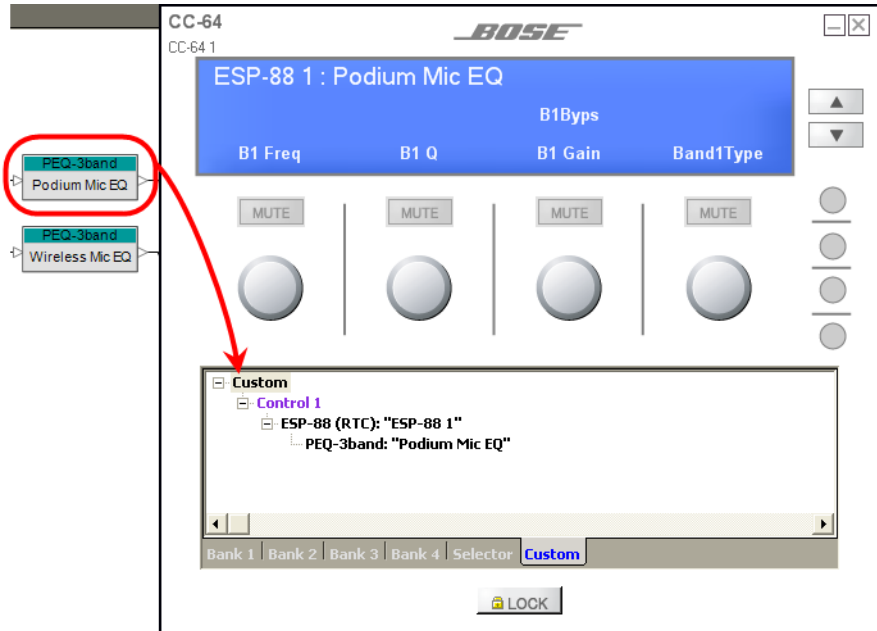 CC-64
BOSE
CC-64 1
ESP-88 1 : Podium Mic EQ
B1Byps
B1 Freq B1 Q B1 Gain Band1Type
PEQ-3band
Podium Mic EQ
MUTE MUTE MUTE MUTE
PEQ-3band
Wireless Mic EQ
Custom
Control 1
ESP-88 (RTC): "ESP-88 1"
PEQ-3band: "Podium Mic EQ"
Bank 1 Bank 2 Bank 3 Bank 4 Selector Custom
LOCK